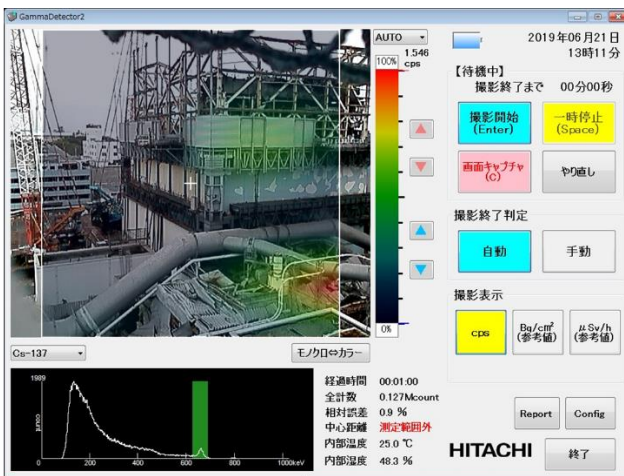 GammaDetector2
AUTO
1.546
cps
100%
0%
2019年06月21日
13時11分
【待機中】
撮影終了まで 00分00秒
撮影開始
(Enter)
一時停止
(Space)
画面キャプチャ
(C)
やり直し
撮影終了判定
自動
手動
撮影表示
cps
Bq/cm²
(参考値)
μSv/h
(参考値)
Cs-137
モノクロ⇔カラー
1989
count
0
0
200
400
600
800
1000keV
経過時間 00:01:00
全計数 0.127Mcount
相対誤差 0.9 %
中心距離 測定範囲外
内部温度 25.0 ℃
内部湿度 48.3 %
Report
Config
HITACHI
終了